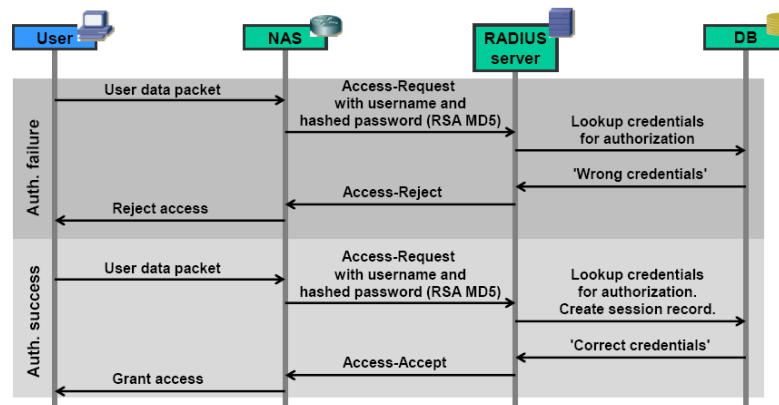 User
NAS
RADIUS
server
DB
Auth. failure
User data packet
Access-Request
with username and
hashed password (RSA MD5)
Lookup credentials
for authorization
'Wrong credentials'
Access-Reject
Reject access
Auth. success
User data packet
Access-Request
with username and
hashed password (RSA MD5)
Lookup credentials
for authorization.
Create session record.
'Correct credentials'
Access-Accept
Grant access